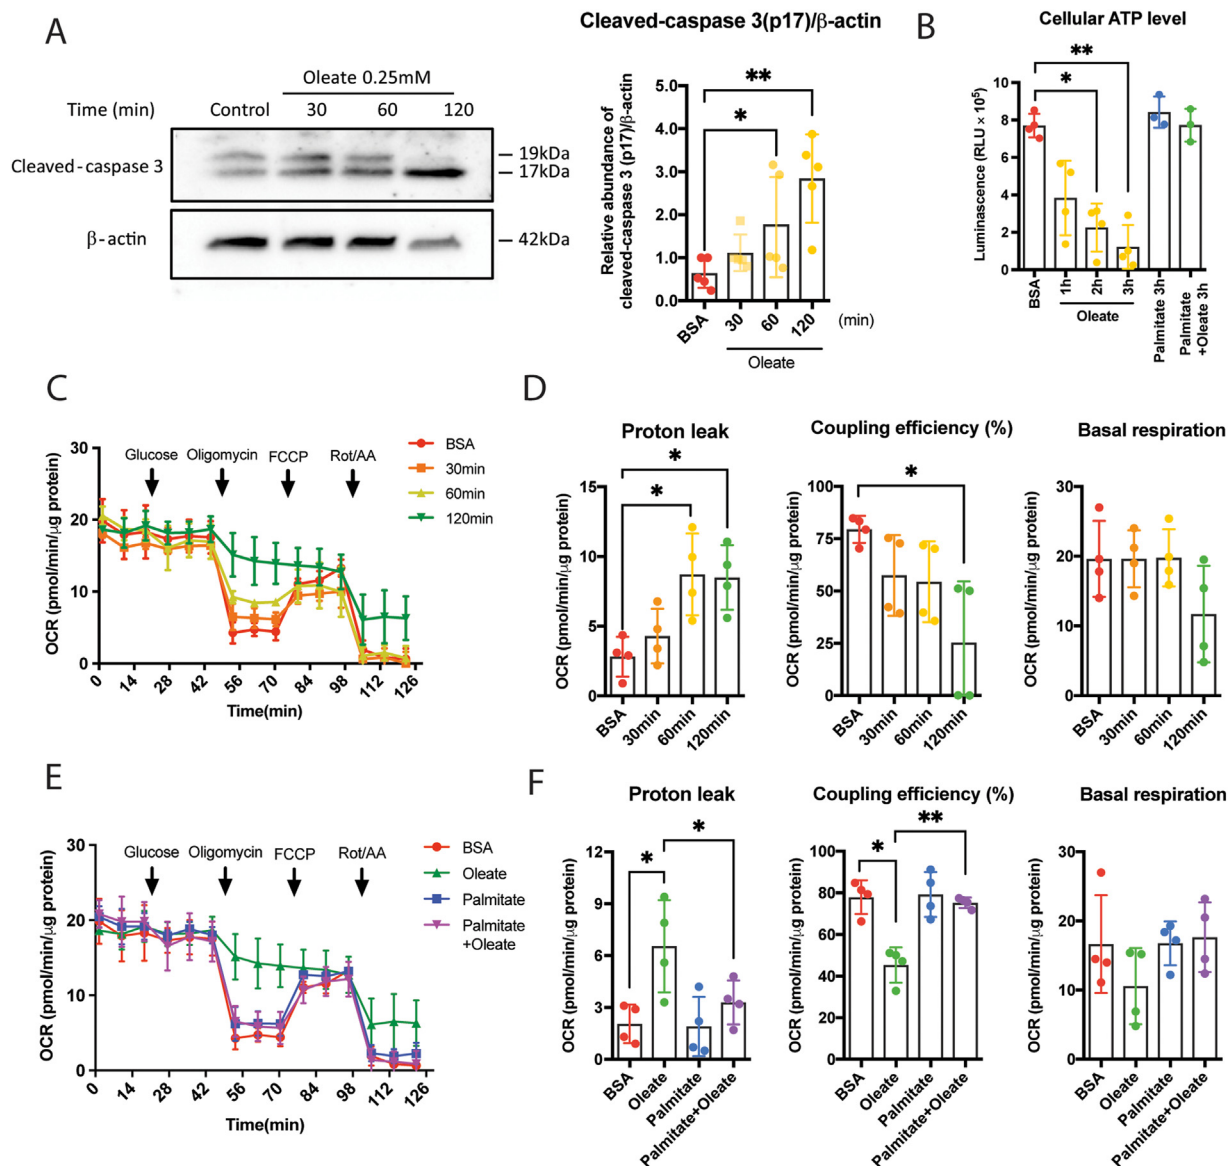 A
Oleate 0.25mM
Time (min) Control 30 60 120
Cleaved-caspase 3
19kDa
17kDa
β-actin
42kDa
Cleaved-caspase 3(p17)/β-actin
Relative abundance of
cleaved-caspase 3 (p17)/β-actin
5.0
4.0
3.0
2.0
1.0
0.0
**
*
BSA 30 60 120 (min)
Oleate
B
Cellular ATP level
Luminascence (RLU × 10⁵)
10
8
6
4
2
0
**
*
BSA 1h 2h 3h Palmitate 3h Palmitate
+Oleate 3h
Oleate
C
OCR (pmol/min/μg protein)
30
20
10
0
Glucose Oligomycin FCCP Rot/AA
BSA
30min
60min
120min
0 14 28 42 56 70 84 98 112 126
Time(min)
D
Proton leak
OCR (pmol/min/μg protein)
15
10
5
0
*
*
BSA 30min 60min 120min
Coupling efficiency (%)
OCR (pmol/min/μg protein)
100
75
50
25
0
*
BSA 30min 60min 120min
Basal respiration
OCR (pmol/min/μg protein)
30
20
10
0
BSA 30min 60min 120min
E
OCR (pmol/min/μg protein)
30
20
10
0
Glucose Oligomycin FCCP Rot/AA
BSA
Oleate
Palmitate
Palmitate
+Oleate
0 14 28 42 56 70 84 98 112 126
Time(min)
F
Proton leak
OCR (pmol/min/μg protein)
12
9
6
3
0
*
*
BSA Oleate Palmitate Palmitate+Oleate
Coupling efficiency (%)
OCR (pmol/min/μg protein)
100
80
60
40
20
0
*
**
BSA Oleate Palmitate Palmitate+Oleate
Basal respiration
OCR (pmol/min/μg protein)
30
20
10
0
BSA Oleate Palmitate Palmitate+Oleate